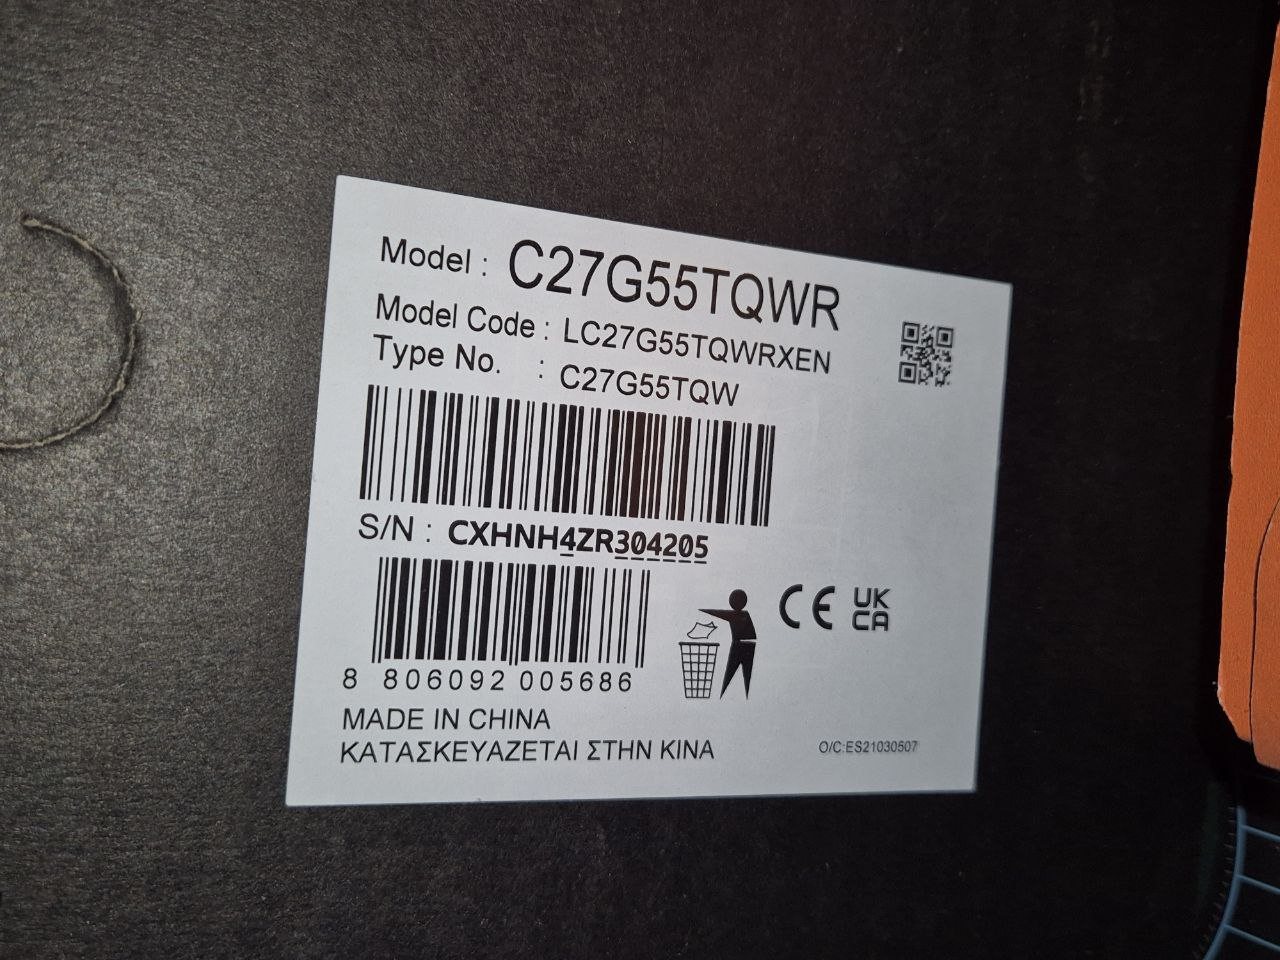 Model : C27G55TQWR
Model Code : LC27G55TQWRXEN
Type No. : C27G55TQW
S/N : CXHNH4ZR304205
8 806092 005686
CE UK CA
MADE IN CHINA
ΚΑΤΑΣΚΕΥΑΖΕΤΑΙ ΣΤΗΝ ΚΙΝΑ
O/C:ES21030507